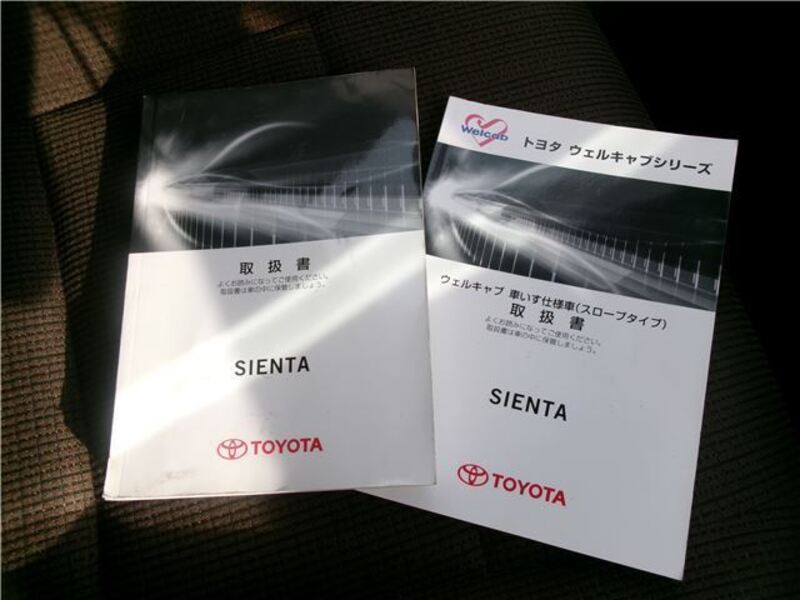 取扱書
よくお読みになってご使用ください。
取扱書は車の中に保管しましょう。
SIENTA
TOYOTA
Welcab
トヨタ ウェルキャブシリーズ
ウェルキャブ 車いす仕様車(スロープタイプ)
取扱書
よくお読みになってご使用ください。
取扱書は車の中に保管しましょう。
SIENTA
TOYOTA